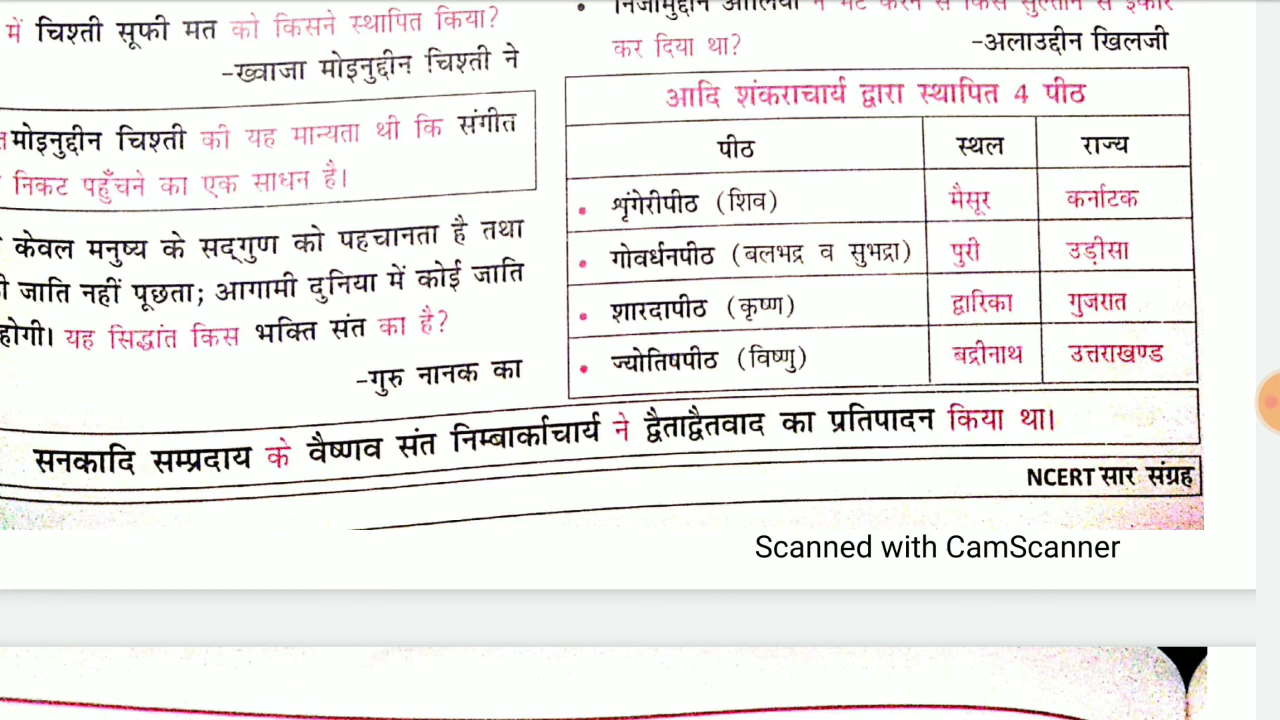 में चिश्ती सूफी मत को किसने स्थापित किया?
-ख्वाजा मोइनुद्दीन चिश्ती ने
मोइनुद्दीन चिश्ती की यह मान्यता थी कि संगीत
निकट पहुँचने का एक साधन है।
केवल मनुष्य के सद्गुण को पहचानता है तथा
जाति नहीं पूछता; आगामी दुनिया में कोई जाति
होगी। यह सिद्धांत किस भक्ति संत का है?
-गुरु नानक का
• निजामुद्दीन औलिया ने भेंट करने से किस सुल्तान से इंकार
कर दिया था? -अलाउद्दीन खिलजी
आदि शंकराचार्य द्वारा स्थापित 4 पीठ
पीठ स्थल राज्य
• शृंगेरीपीठ (शिव) मैसूर कर्नाटक
• गोवर्धनपीठ (बलभद्र व सुभद्रा) पुरी उड़ीसा
• शारदापीठ (कृष्ण) द्वारिका गुजरात
• ज्योतिषपीठ (विष्णु) बद्रीनाथ उत्तराखण्ड
सनकादि सम्प्रदाय के वैष्णव संत निम्बार्काचार्य ने द्वैताद्वैतवाद का प्रतिपादन किया था।
NCERT सार संग्रह
Scanned with CamScanner